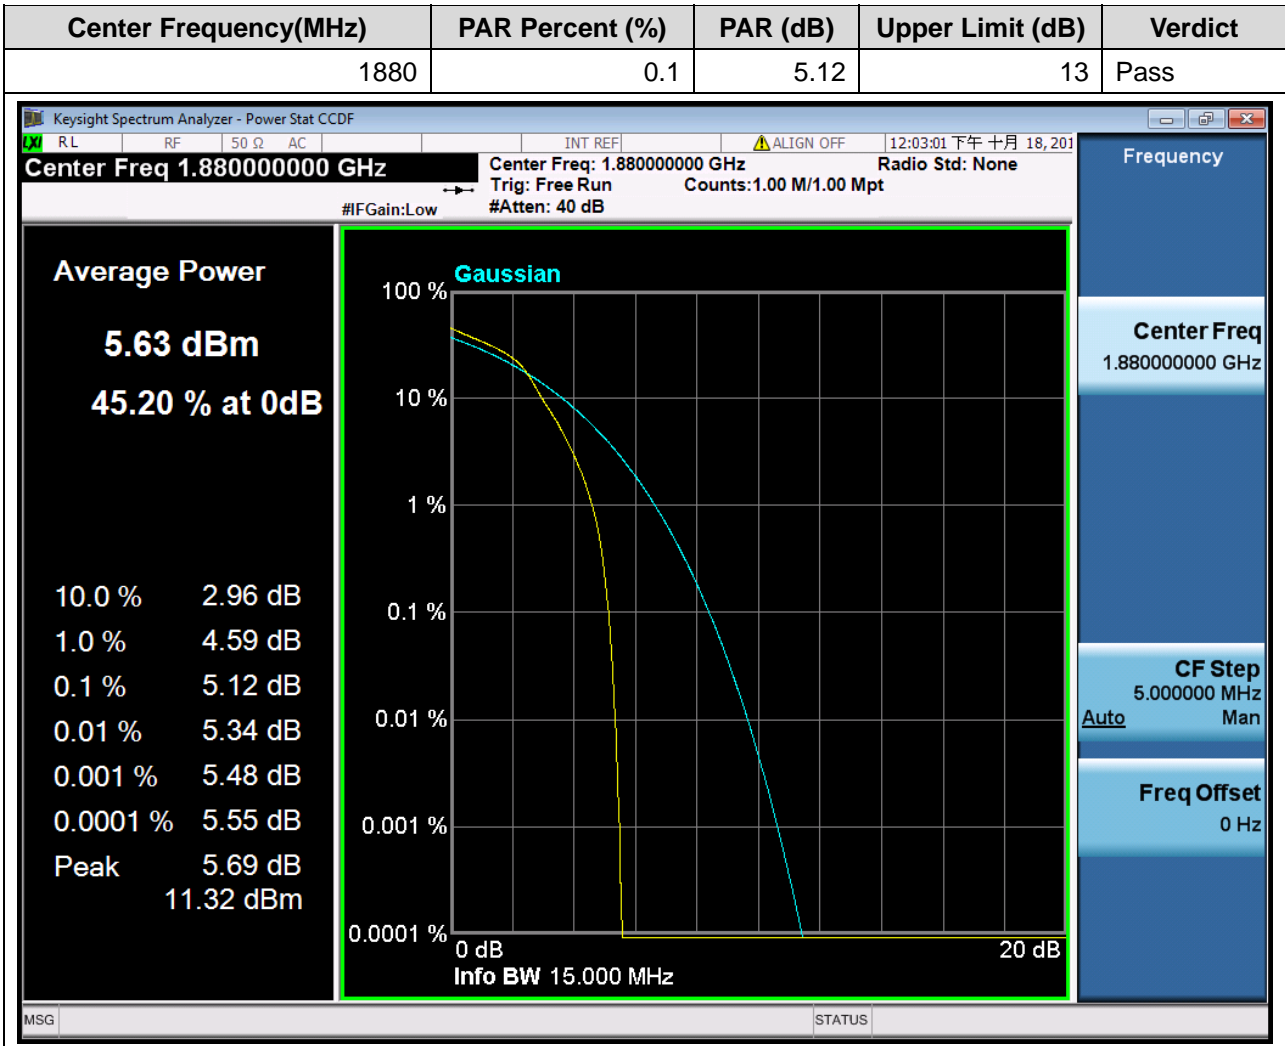 Center Frequency(MHz) PAR Percent (%) PAR (dB) Upper Limit (dB) Verdict
1880 0.1 5.12 13 Pass
Keysight Spectrum Analyzer - Power Stat CCDF
LXI RL RF 50 Ω AC INT REF ALIGN OFF 12:03:01 下午 十月 18, 201
Center Freq 1.880000000 GHz
Center Freq: 1.880000000 GHz Radio Std: None
Trig: Free Run Counts:1.00 M/1.00 Mpt
#IFGain:Low #Atten: 40 dB
Frequency
Average Power
5.63 dBm
45.20 % at 0dB
10.0 % 2.96 dB
1.0 % 4.59 dB
0.1 % 5.12 dB
0.01 % 5.34 dB
0.001 % 5.48 dB
0.0001 % 5.55 dB
Peak 5.69 dB
11.32 dBm
Gaussian
100 %
10 %
1 %
0.1 %
0.01 %
0.001 %
0.0001 %
0 dB 20 dB
Info BW 15.000 MHz
Center Freq
1.880000000 GHz
CF Step
5.000000 MHz
Auto Man
Freq Offset
0 Hz
MSG STATUS